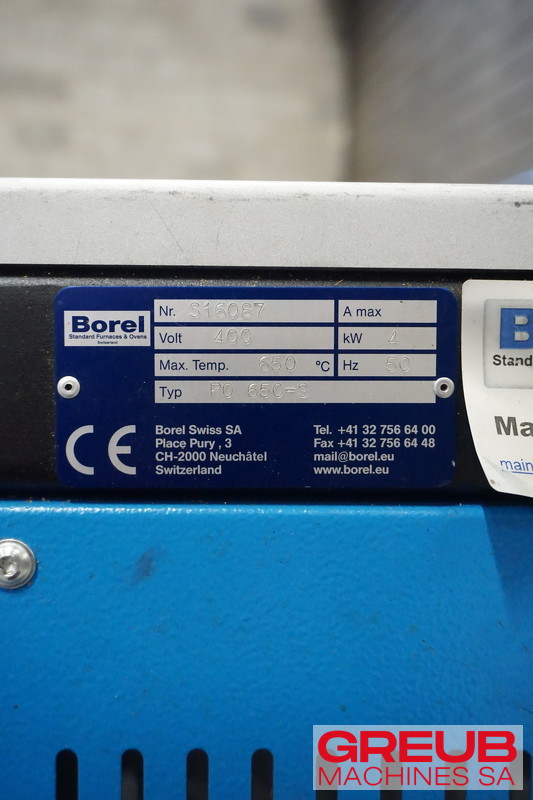 Borel
Standard Furnaces & Ovens
Switzerland
Nr. S16087
A max
Volt 400
kW 4
Max. Temp. 650 °C
Hz 50
Typ PO 650-S
CE
Borel Swiss SA
Place Pury , 3
CH-2000 Neuchâtel
Switzerland
Tel. +41 32 756 64 00
Fax +41 32 756 64 48
mail@borel.eu
www.borel.eu
B
Stand
Ma
main
GREUB
MACHINES SA